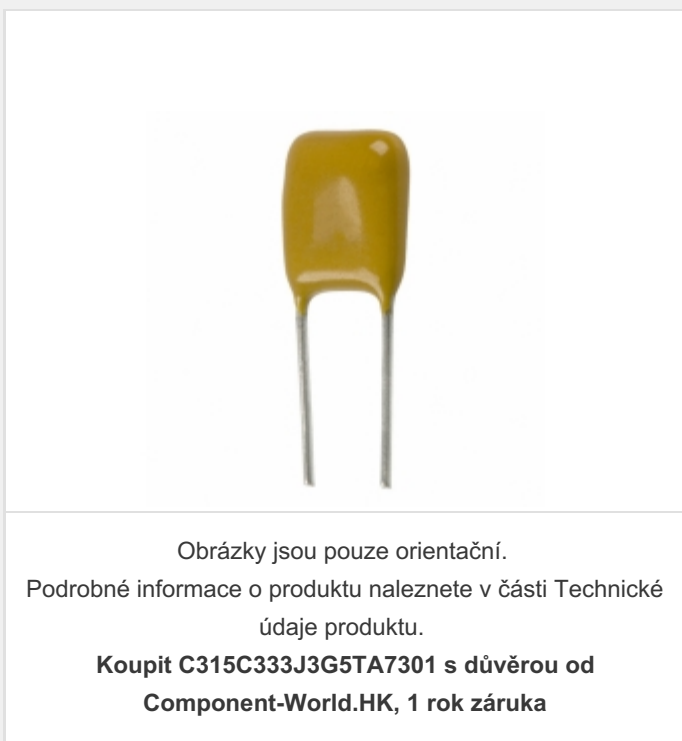 Obrázky jsou pouze orientační.
Podrobné informace o produktu naleznete v části Technické
údaje produktu.
Koupit C315C333J3G5TA7301 s důvěrou od
Component-World.HK, 1 rok záruka